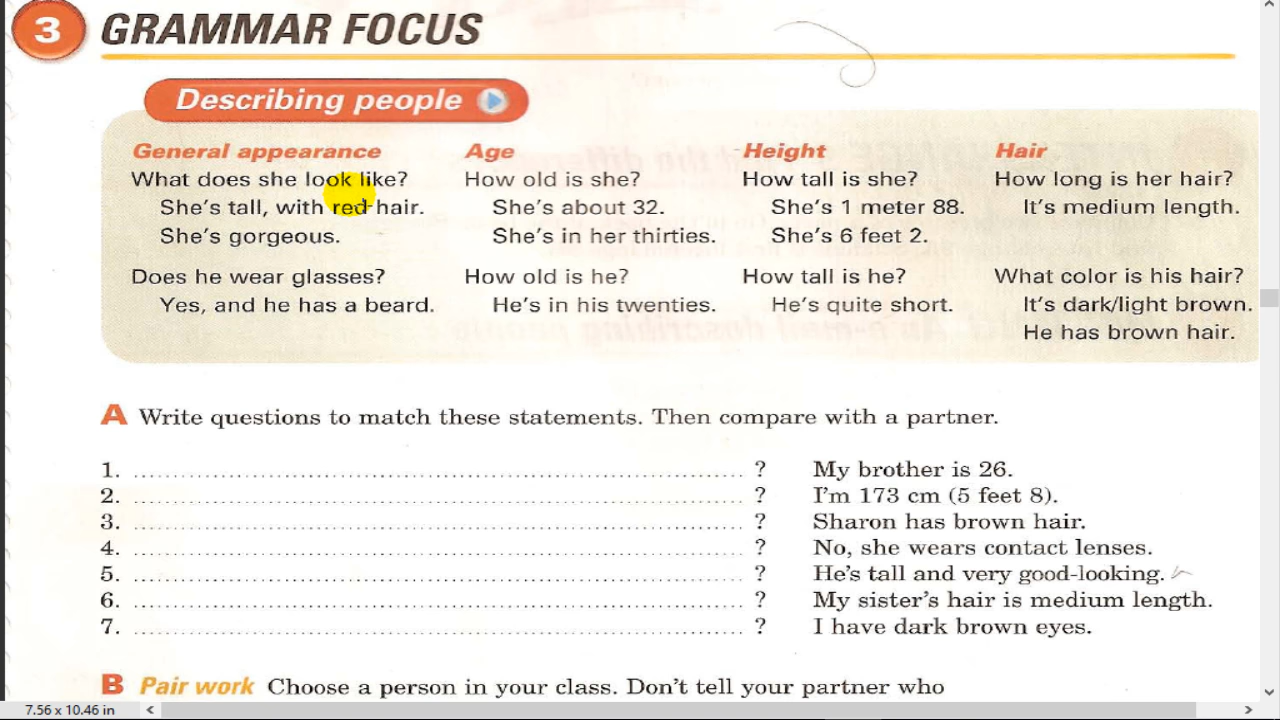 3 GRAMMAR FOCUS
Describing people
General appearance
What does she look like?
She's tall, with red hair.
She's gorgeous.
Does he wear glasses?
Yes, and he has a beard.
Age
How old is she?
She's about 32.
She's in her thirties.
How old is he?
He's in his twenties.
Height
How tall is she?
She's 1 meter 88.
She's 6 feet 2.
How tall is he?
He's quite short.
Hair
How long is her hair?
It's medium length.
What color is his hair?
It's dark/light brown.
He has brown hair.
A Write questions to match these statements. Then compare with a partner.
1. ........................................ ? My brother is 26.
2. ........................................ ? I'm 173 cm (5 feet 8).
3. ........................................ ? Sharon has brown hair.
4. ........................................ ? No, she wears contact lenses.
5. ........................................ ? He's tall and very good-looking.
6. ........................................ ? My sister's hair is medium length.
7. ........................................ ? I have dark brown eyes.
B Pair work Choose a person in your class. Don't tell your partner who
7.56 x 10.46 in